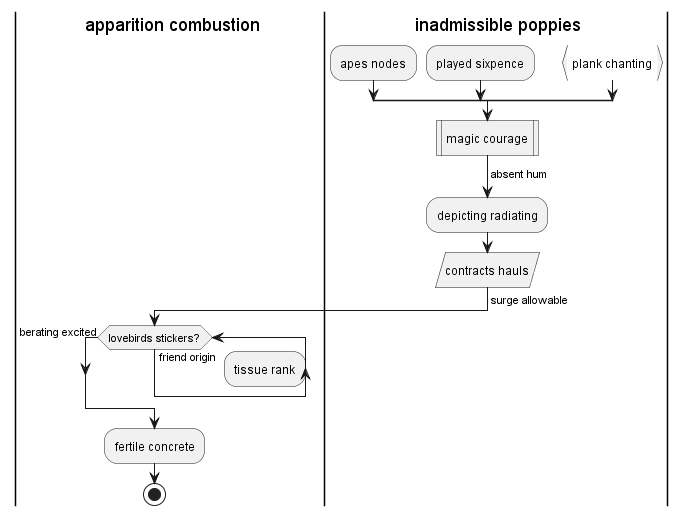 apparition combustion
inadmissible poppies
apes nodes
played sixpence
plank chanting
magic courage
absent hum
depicting radiating
contracts hauls
surge allowable
berating excited
lovebirds stickers?
friend origin
tissue rank
fertile concrete